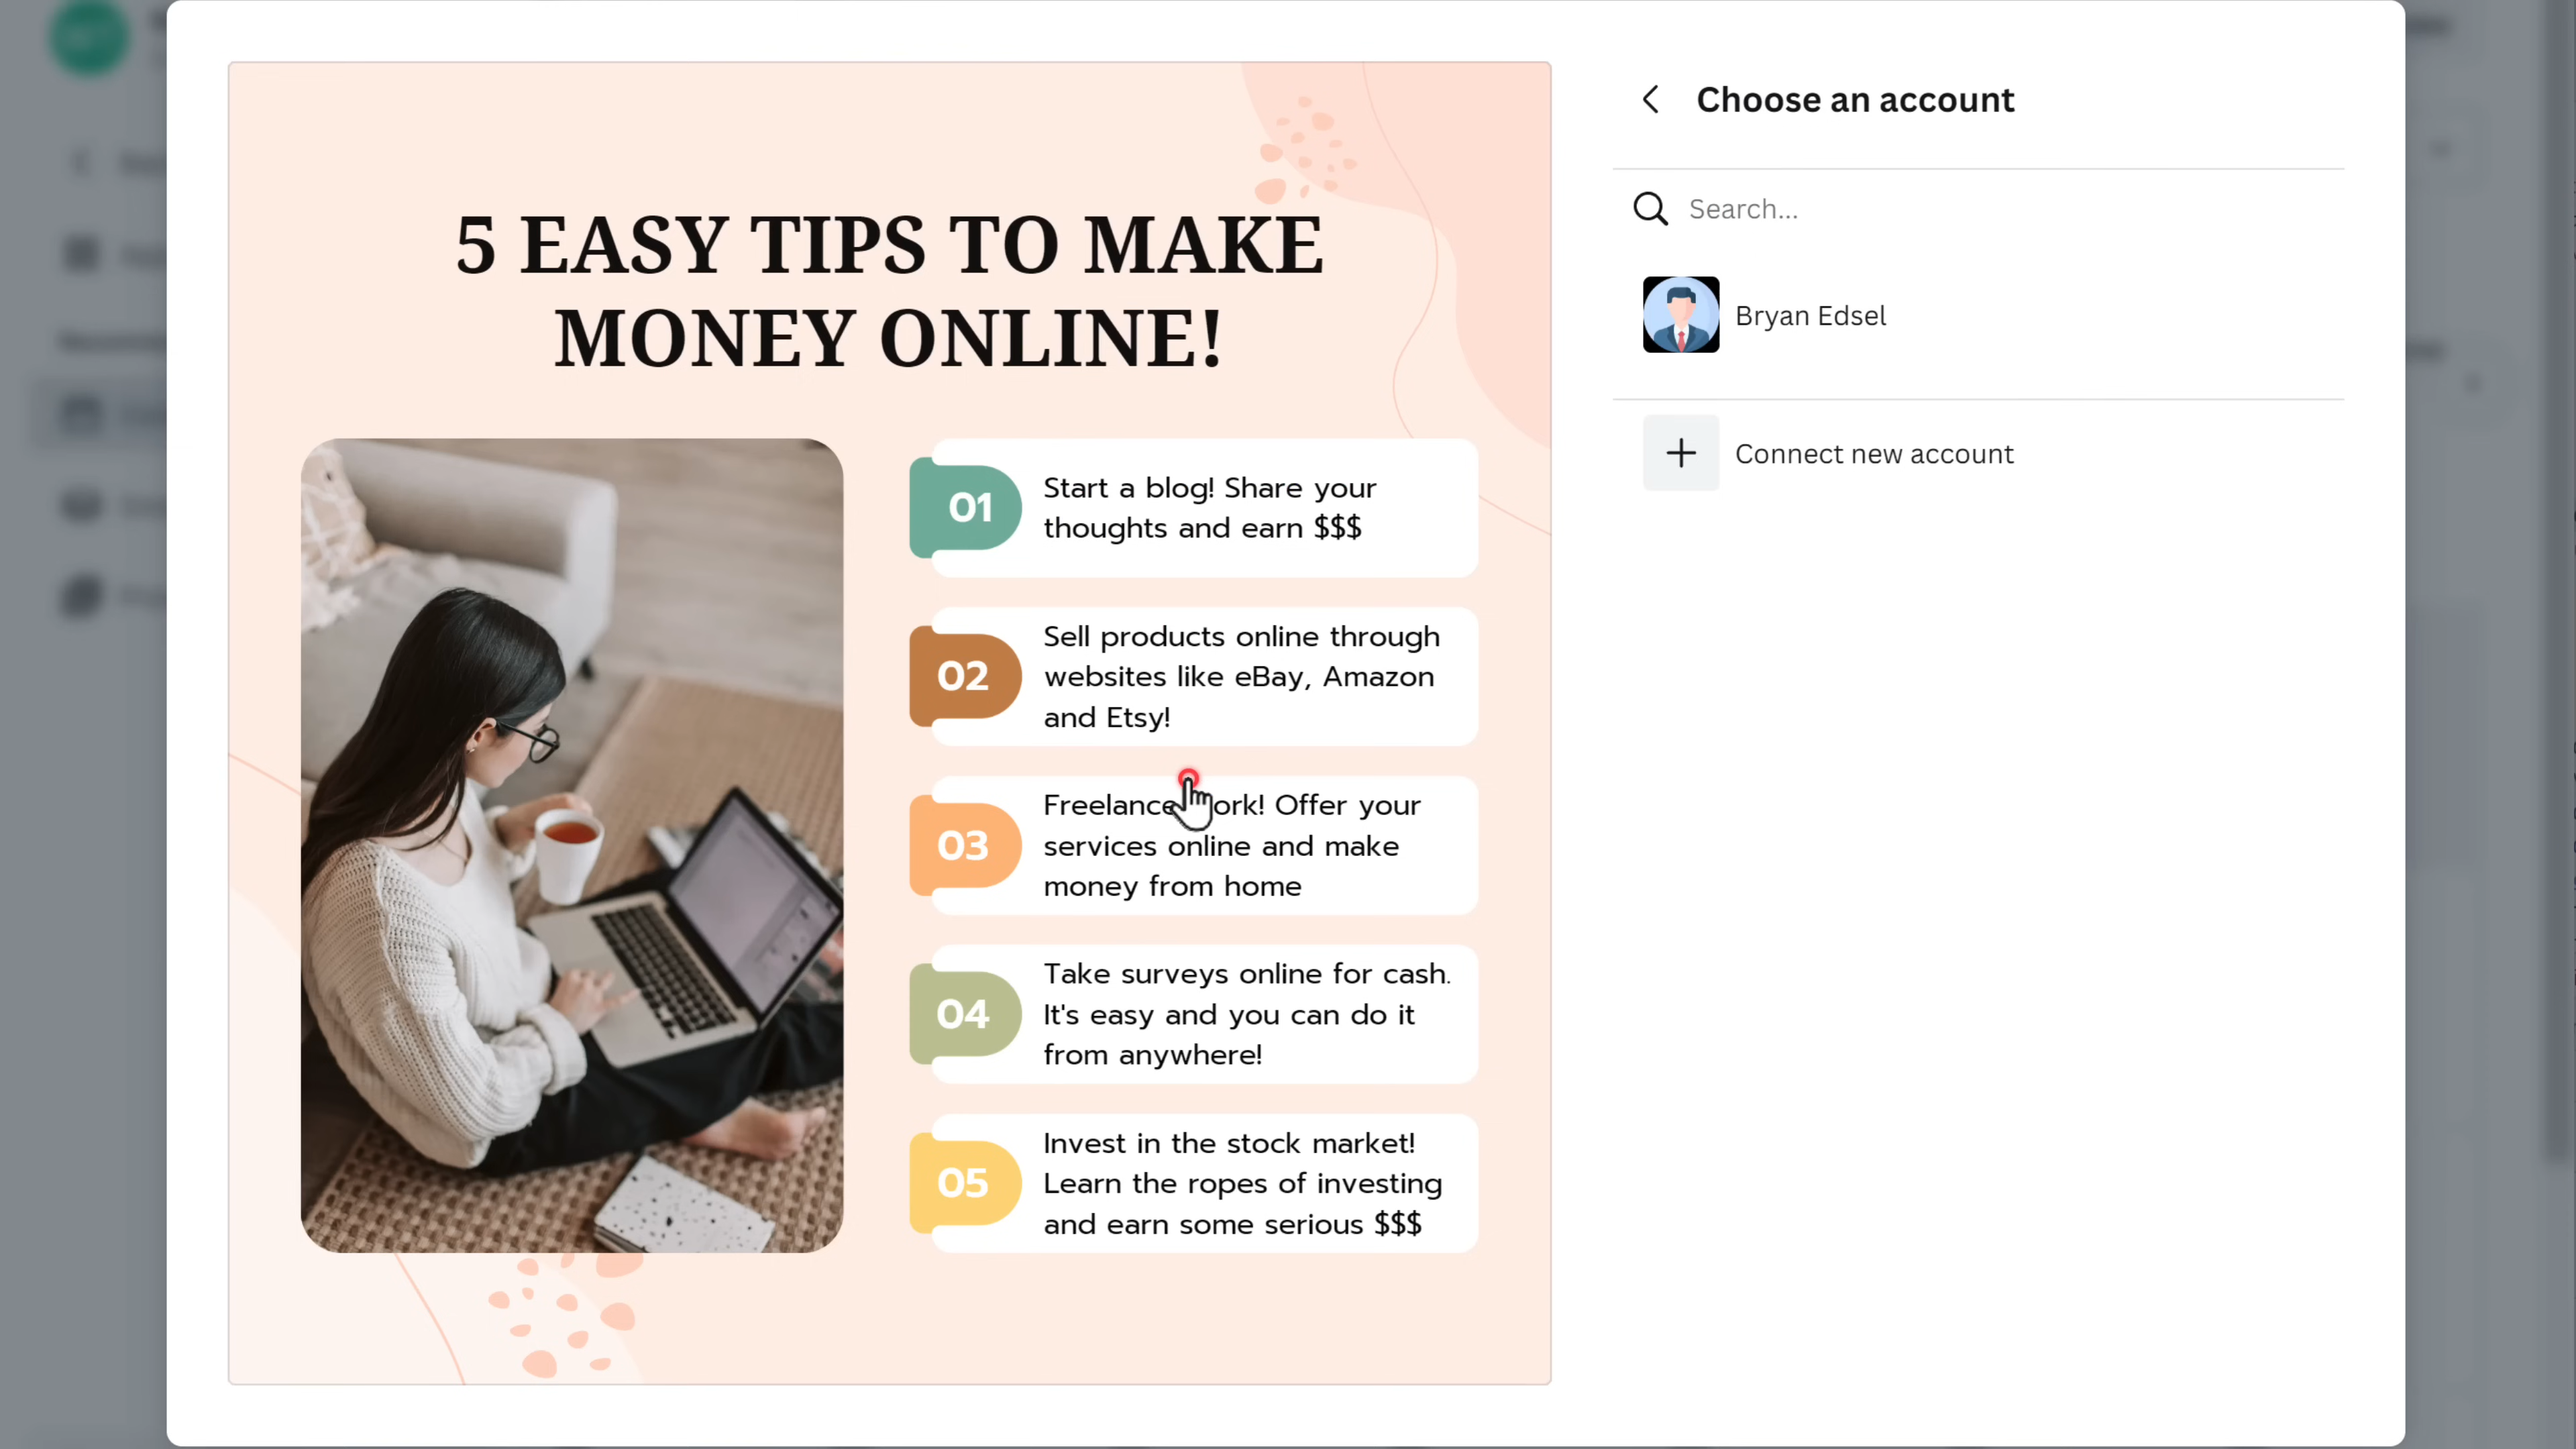 5 EASY TIPS TO MAKE
MONEY ONLINE!
01
Start a blog! Share your
thoughts and earn $$$
02
Sell products online through
websites like eBay, Amazon
and Etsy!
03
Freelance ork! Offer your
services online and make
money from home
04
Take surveys online for cash.
It's easy and you can do it
from anywhere!
05
Invest in the stock market!
Learn the ropes of investing
and earn some serious $$$
Choose an account
Search...
Bryan Edsel
Connect new account